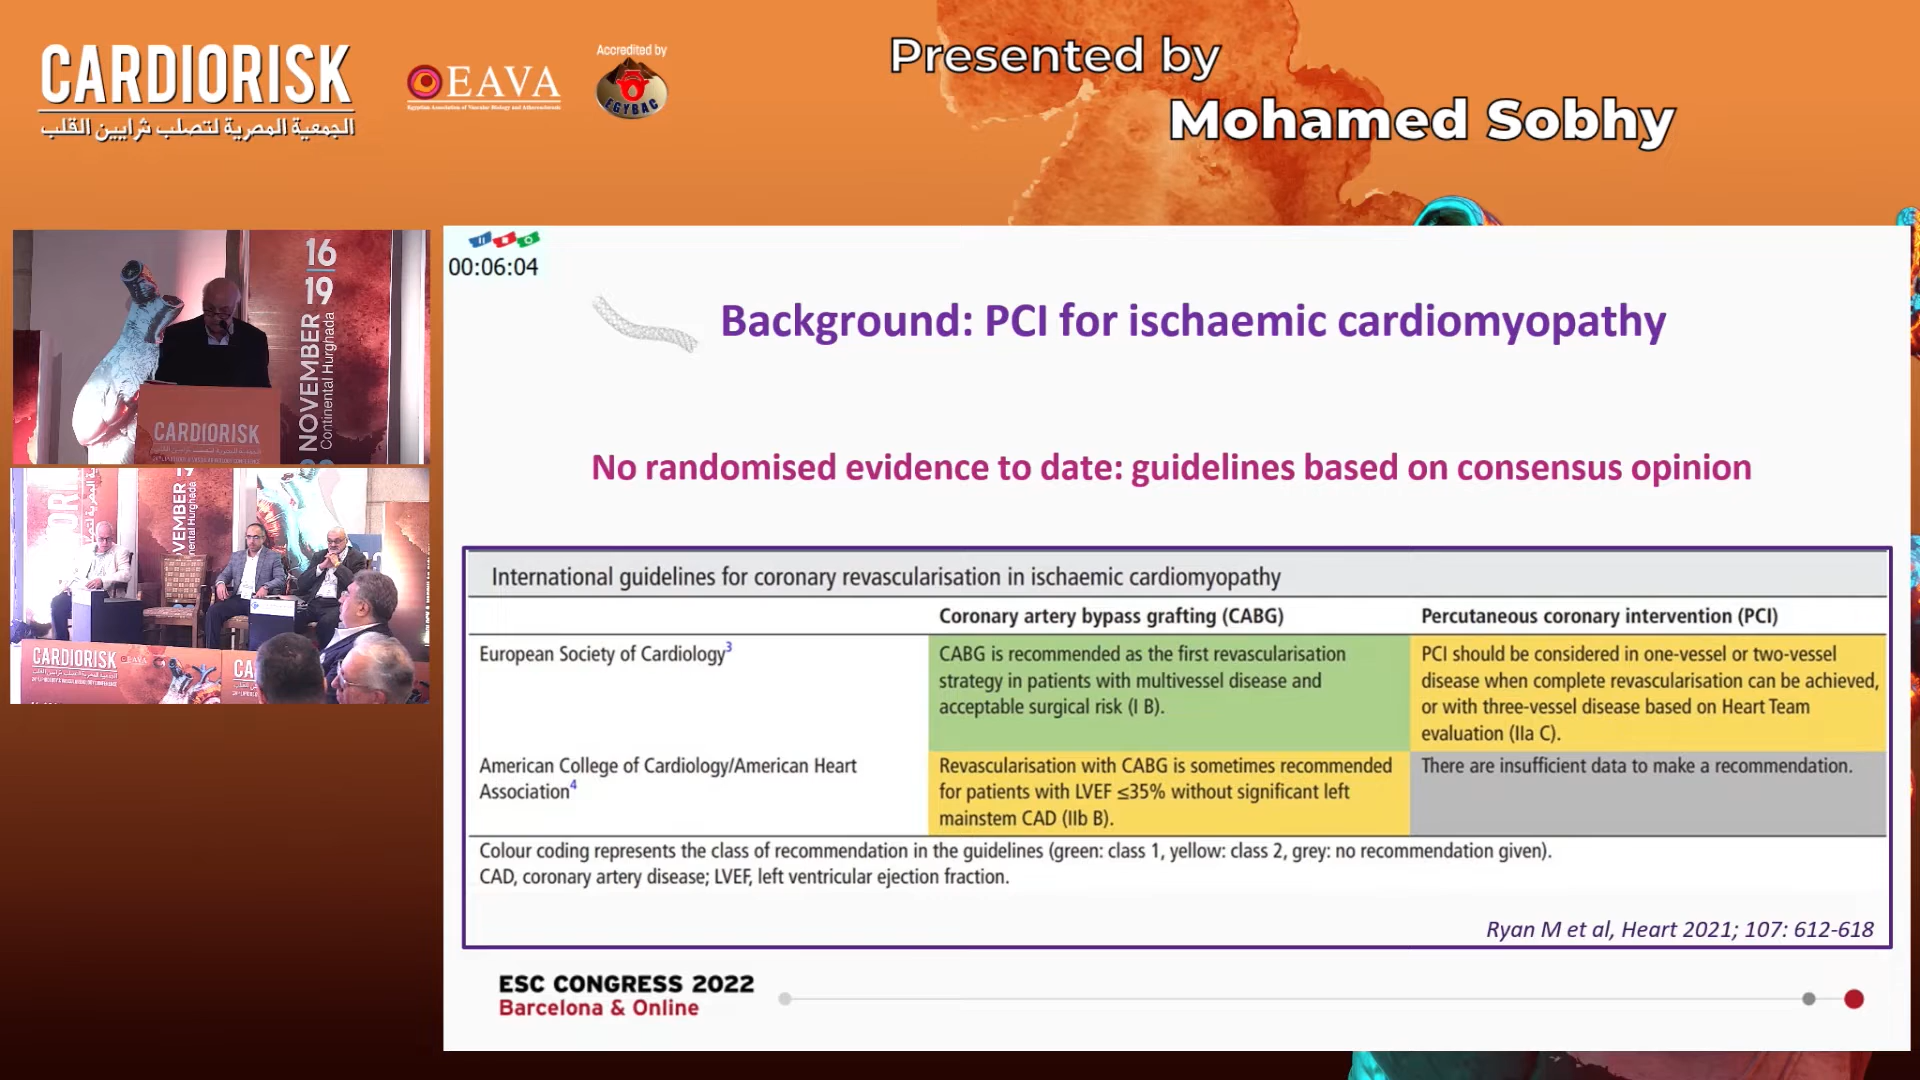 CARDIORISK
الجمعية المصرية لتصلب شرايين القلب
EAVA
Egyptian Association of Vascular Biology and Atherosclerosis
Accredited by
EGYBAC
Presented by
Mohamed Sobhy
16
19
NOVEMBER
Continental Hurghada
CARDIORISK
VEMBER
CARDIORISK
EAVA
00:06:04
Background: PCI for ischaemic cardiomyopathy
No randomised evidence to date: guidelines based on consensus opinion
International guidelines for coronary revascularisation in ischaemic cardiomyopathy
Coronary artery bypass grafting (CABG)
Percutaneous coronary intervention (PCI)
European Society of Cardiology3
CABG is recommended as the first revascularisation
strategy in patients with multivessel disease and
acceptable surgical risk (I B).
PCI should be considered in one-vessel or two-vessel
disease when complete revascularisation can be achieved,
or with three-vessel disease based on Heart Team
evaluation (IIa C).
American College of Cardiology/American Heart
Association4
Revascularisation with CABG is sometimes recommended
for patients with LVEF ≤35% without significant left
mainstem CAD (IIb B).
There are insufficient data to make a recommendation.
Colour coding represents the class of recommendation in the guidelines (green: class 1, yellow: class 2, grey: no recommendation given).
CAD, coronary artery disease; LVEF, left ventricular ejection fraction.
Ryan M et al, Heart 2021; 107: 612-618
ESC CONGRESS 2022
Barcelona & Online